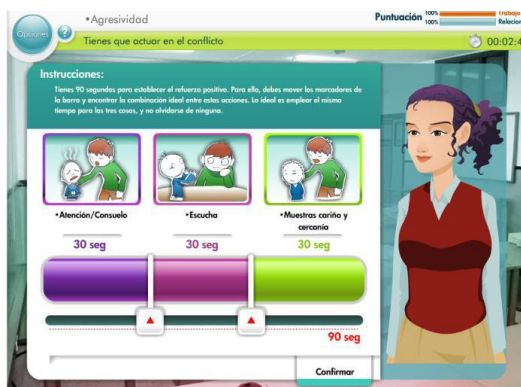 •Agresividad
Puntuación 100% Trabajo
100% Relacion
Opciones
?
Tienes que actuar en el conflicto
00:02:4
Instrucciones:
Tienes 90 segundos para establecer el refuerzo positivo. Para ello, debes mover los marcadores de
la barra y encontrar la combinación ideal entre estas acciones. Lo ideal es emplear el mismo
tiempo para las tres cosas, y no olvidarse de ninguna.
•Atención/Consuelo
•Escucha
•Muestras cariño y
cercanía
30 seg
30 seg
30 seg
90 seg
Confirmar